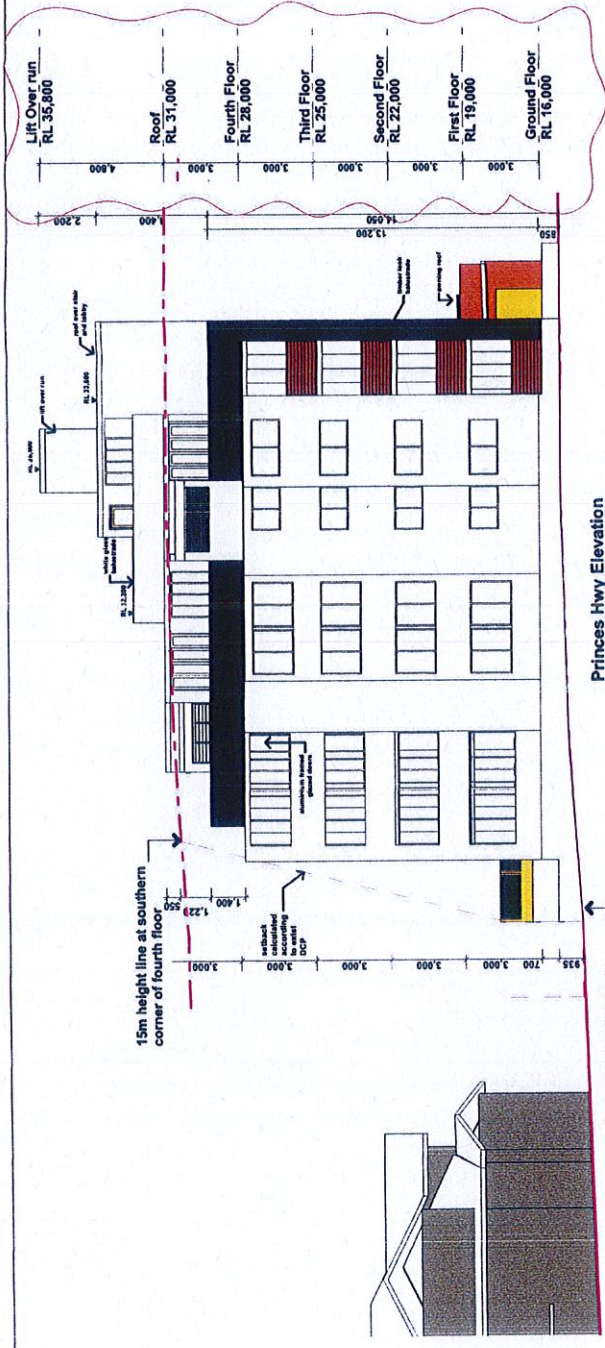 Lift Over run
RL 35,800
Roof
RL 31,000
Fourth Floor
RL 28,000
Third Floor
RL 25,000
Second Floor
RL 22,000
First Floor
RL 19,000
Ground Floor
RL 16,000
4,800
3,000
3,000
3,000
3,000
3,000
2,200
13,200
14,050
850
lift over run
roof over stair
and lobby
RL 33,600
white glass
balustrade
timber look
balustrade
awning roof
aluminium framed
glazed doors
15m height line at southern
corner of fourth floor
550
1,400
setback
calculated
according
to exist
DCP
3,000
3,000
3,000
3,000
3,000
700
935
Princes Hwy Elevation